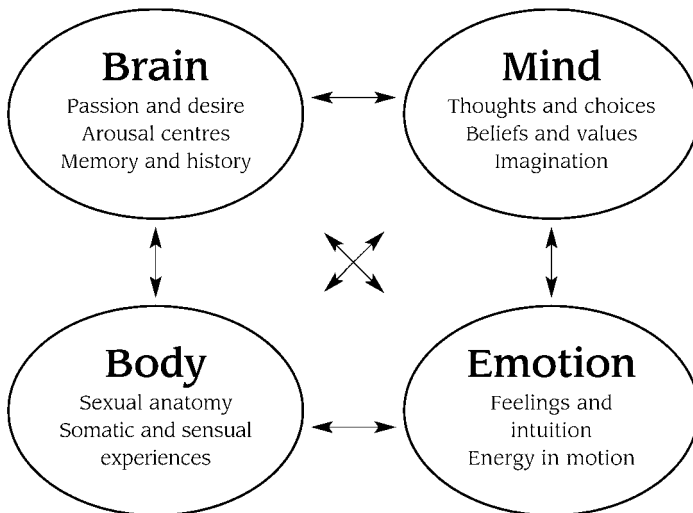 Brain
Passion and desire
Arousal centres
Memory and history
Mind
Thoughts and choices
Beliefs and values
Imagination
Body
Sexual anatomy
Somatic and sensual
experiences
Emotion
Feelings and
intuition
Energy in motion